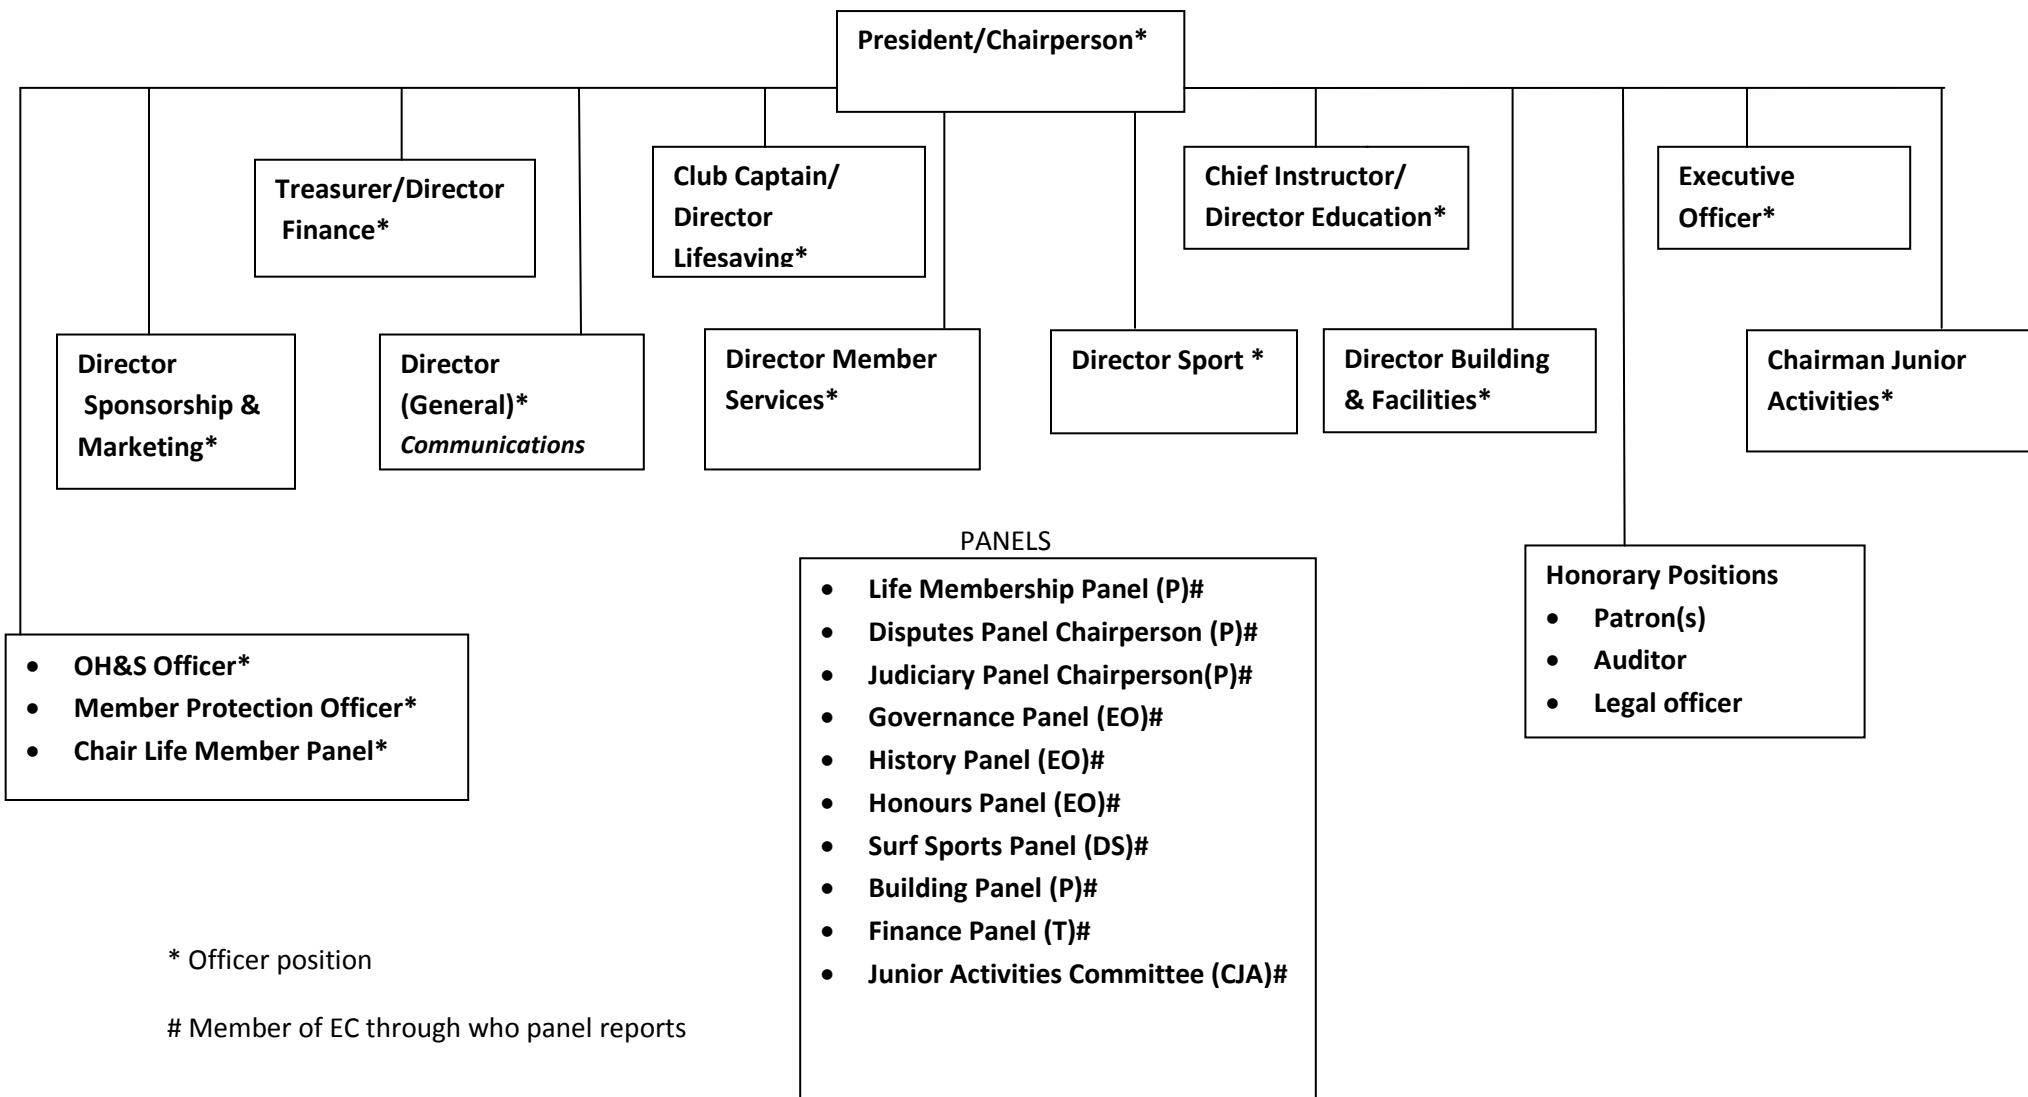 President/Chairperson*
Treasurer/Director
Finance*
Club Captain/
Director
Lifesaving*
Chief Instructor/
Director Education*
Executive
Officer*
Director
Sponsorship &
Marketing*
Director
(General)*
Communications
Director Member
Services*
Director Sport *
Director Building
& Facilities*
Chairman Junior
Activities*
PANELS
• Life Membership Panel (P)#
• Disputes Panel Chairperson (P)#
• Judiciary Panel Chairperson(P)#
• Governance Panel (EO)#
• History Panel (EO)#
• Honours Panel (EO)#
• Surf Sports Panel (DS)#
• Building Panel (P)#
• Finance Panel (T)#
• Junior Activities Committee (CJA)#
Honorary Positions
• Patron(s)
• Auditor
• Legal officer
• OH&S Officer*
• Member Protection Officer*
• Chair Life Member Panel*
* Officer position
# Member of EC through who panel reports